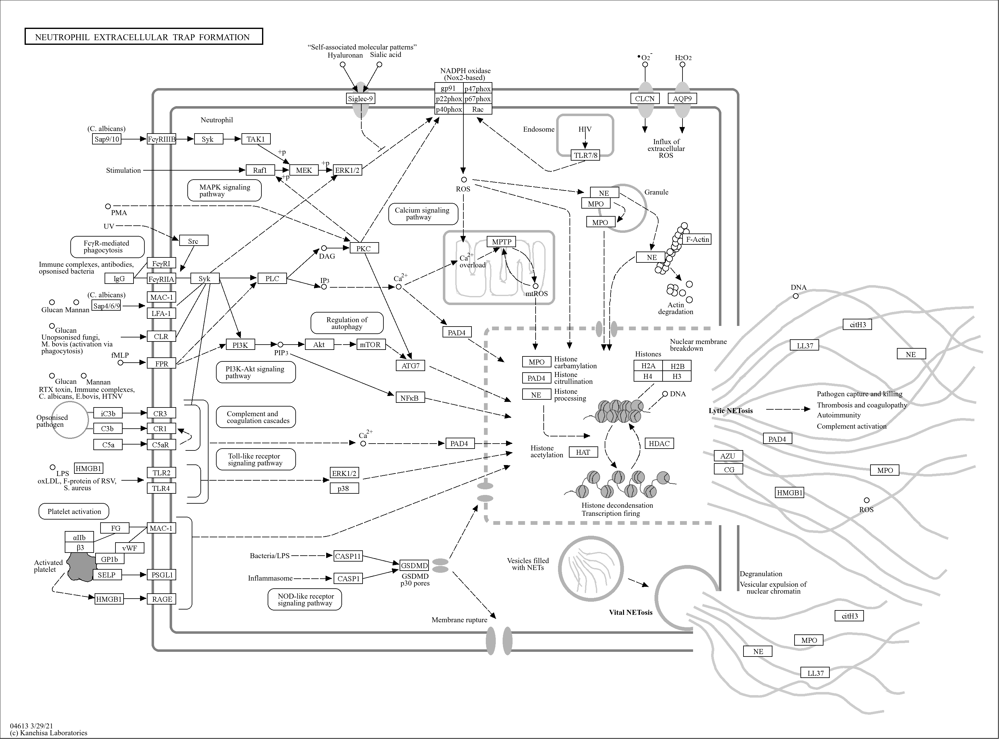 NEUTROPHIL EXTRACELLULAR TRAP FORMATION
“Self-associated molecular patterns”
Hyaluronan
Sialic acid
NADPH oxidase
(Nox2-based)
gp91
p47phox
p22phox
p67phox
p40phox
Rac
Siglec-9
•O2-
H2O2
CLCN
AQP9
Influx of
extracellular
ROS
Neutrophil
Endosome
HIV
TLR7/8
(C. albicans)
Sap9/10
FcγRIIIB
Syk
TAK1
+p
Stimulation
Raf1
MEK
+p
ERK1/2
+p
MAPK signaling
pathway
ROS
NE
MPO
MPO
Granule
PMA
Calcium signaling
pathway
UV
Src
FcγR-mediated
phagocytosis
DAG
PKC
MPTP
Ca2+
overload
mtROS
F-Actin
NE
Actin
degradation
Immune complexes, antibodies,
opsonised bacteria
FcγRI
IgG
FcγRIIA
Syk
PLC
IP3
Ca2+
MAC-1
(C. albicans)
Glucan
Mannan
Sap4/6/9
LFA-1
Glucan
Unopsonised fungi,
M. bovis (activation via
phagocytosis)
CLR
fMLP
FPR
Regulation of
autophagy
PAD4
PI3K
PIP3
Akt
mTOR
ATG7
PI3K-Akt signaling
pathway
NFκB
Glucan
Mannan
RTX toxin, Immune complexes,
C. albicans, E.bovis, HTNV
Opsonised
pathogen
iC3b
CR3
C3b
CR1
C5a
C5aR
Complement and
coagulation cascades
Ca2+
PAD4
Toll-like receptor
signaling pathway
LPS
HMGB1
oxLDL, F-protein of RSV,
S. aureus
TLR2
TLR4
ERK1/2
p38
Nuclear membrane
breakdown
MPO
Histone
carbamylation
PAD4
Histone
citrullination
NE
Histone
processing
Histones
H2A
H2B
H4
H3
DNA
Histone
acetylation
HAT
HDAC
Histone decondensation
Transcription firing
Platelet activation
FG
MAC-1
αIIb
β3
vWF
GP1b
Activated
platelet
SELP
PSGL1
HMGB1
RAGE
Bacteria/LPS
CASP11
Inflammasome
CASP1
GSDMD
GSDMD
p30 pores
NOD-like receptor
signaling pathway
Membrane rupture
Vesicles filled
with NETs
Vital NETosis
Degranulation
Vesicular expulsion of
nuclear chromatin
DNA
citH3
LL37
NE
Lytic NETosis
Pathogen capture and killing
Thrombosis and coagulopathy
Autoimmunity
Complement activation
PAD4
AZU
CG
MPO
HMGB1
ROS
citH3
MPO
NE
LL37
04613 3/29/21
(c) Kanehisa Laboratories